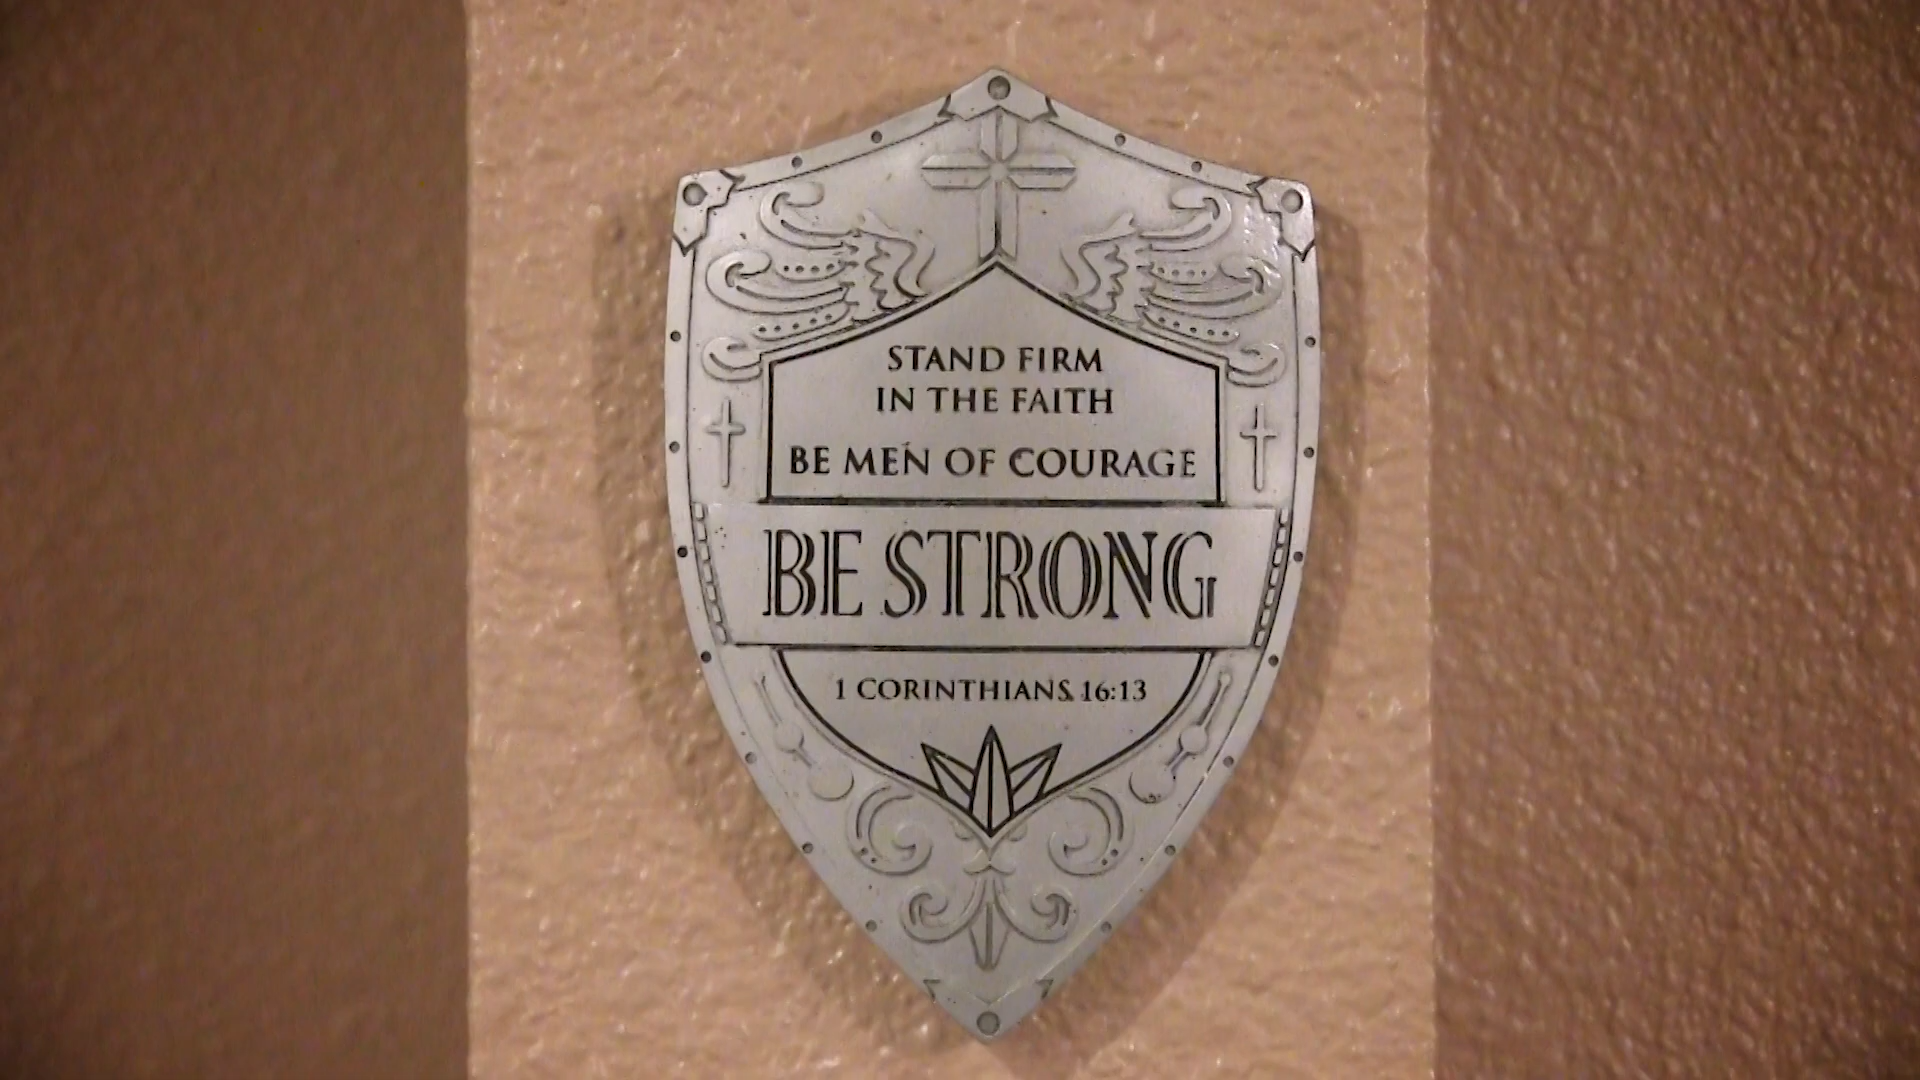 STAND FIRM
IN THE FAITH
BE MEN OF COURAGE
BE STRONG
1 CORINTHIANS 16:13